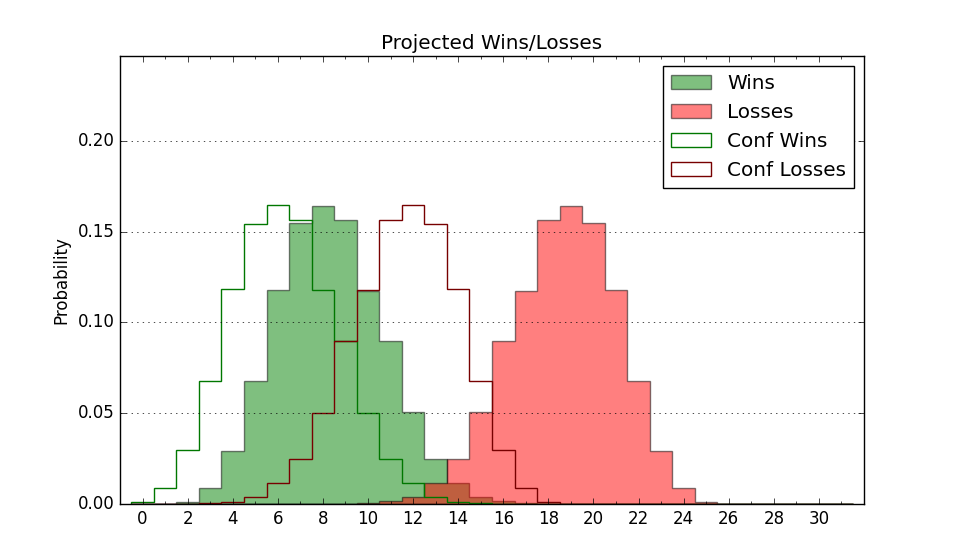 Projected Wins/Losses
Wins
Losses
Conf Wins
Conf Losses
Probability
0.20
0.15
0.10
0.05
0.00
0 2 4 6 8 10 12 14 16 18 20 22 24 26 28 30